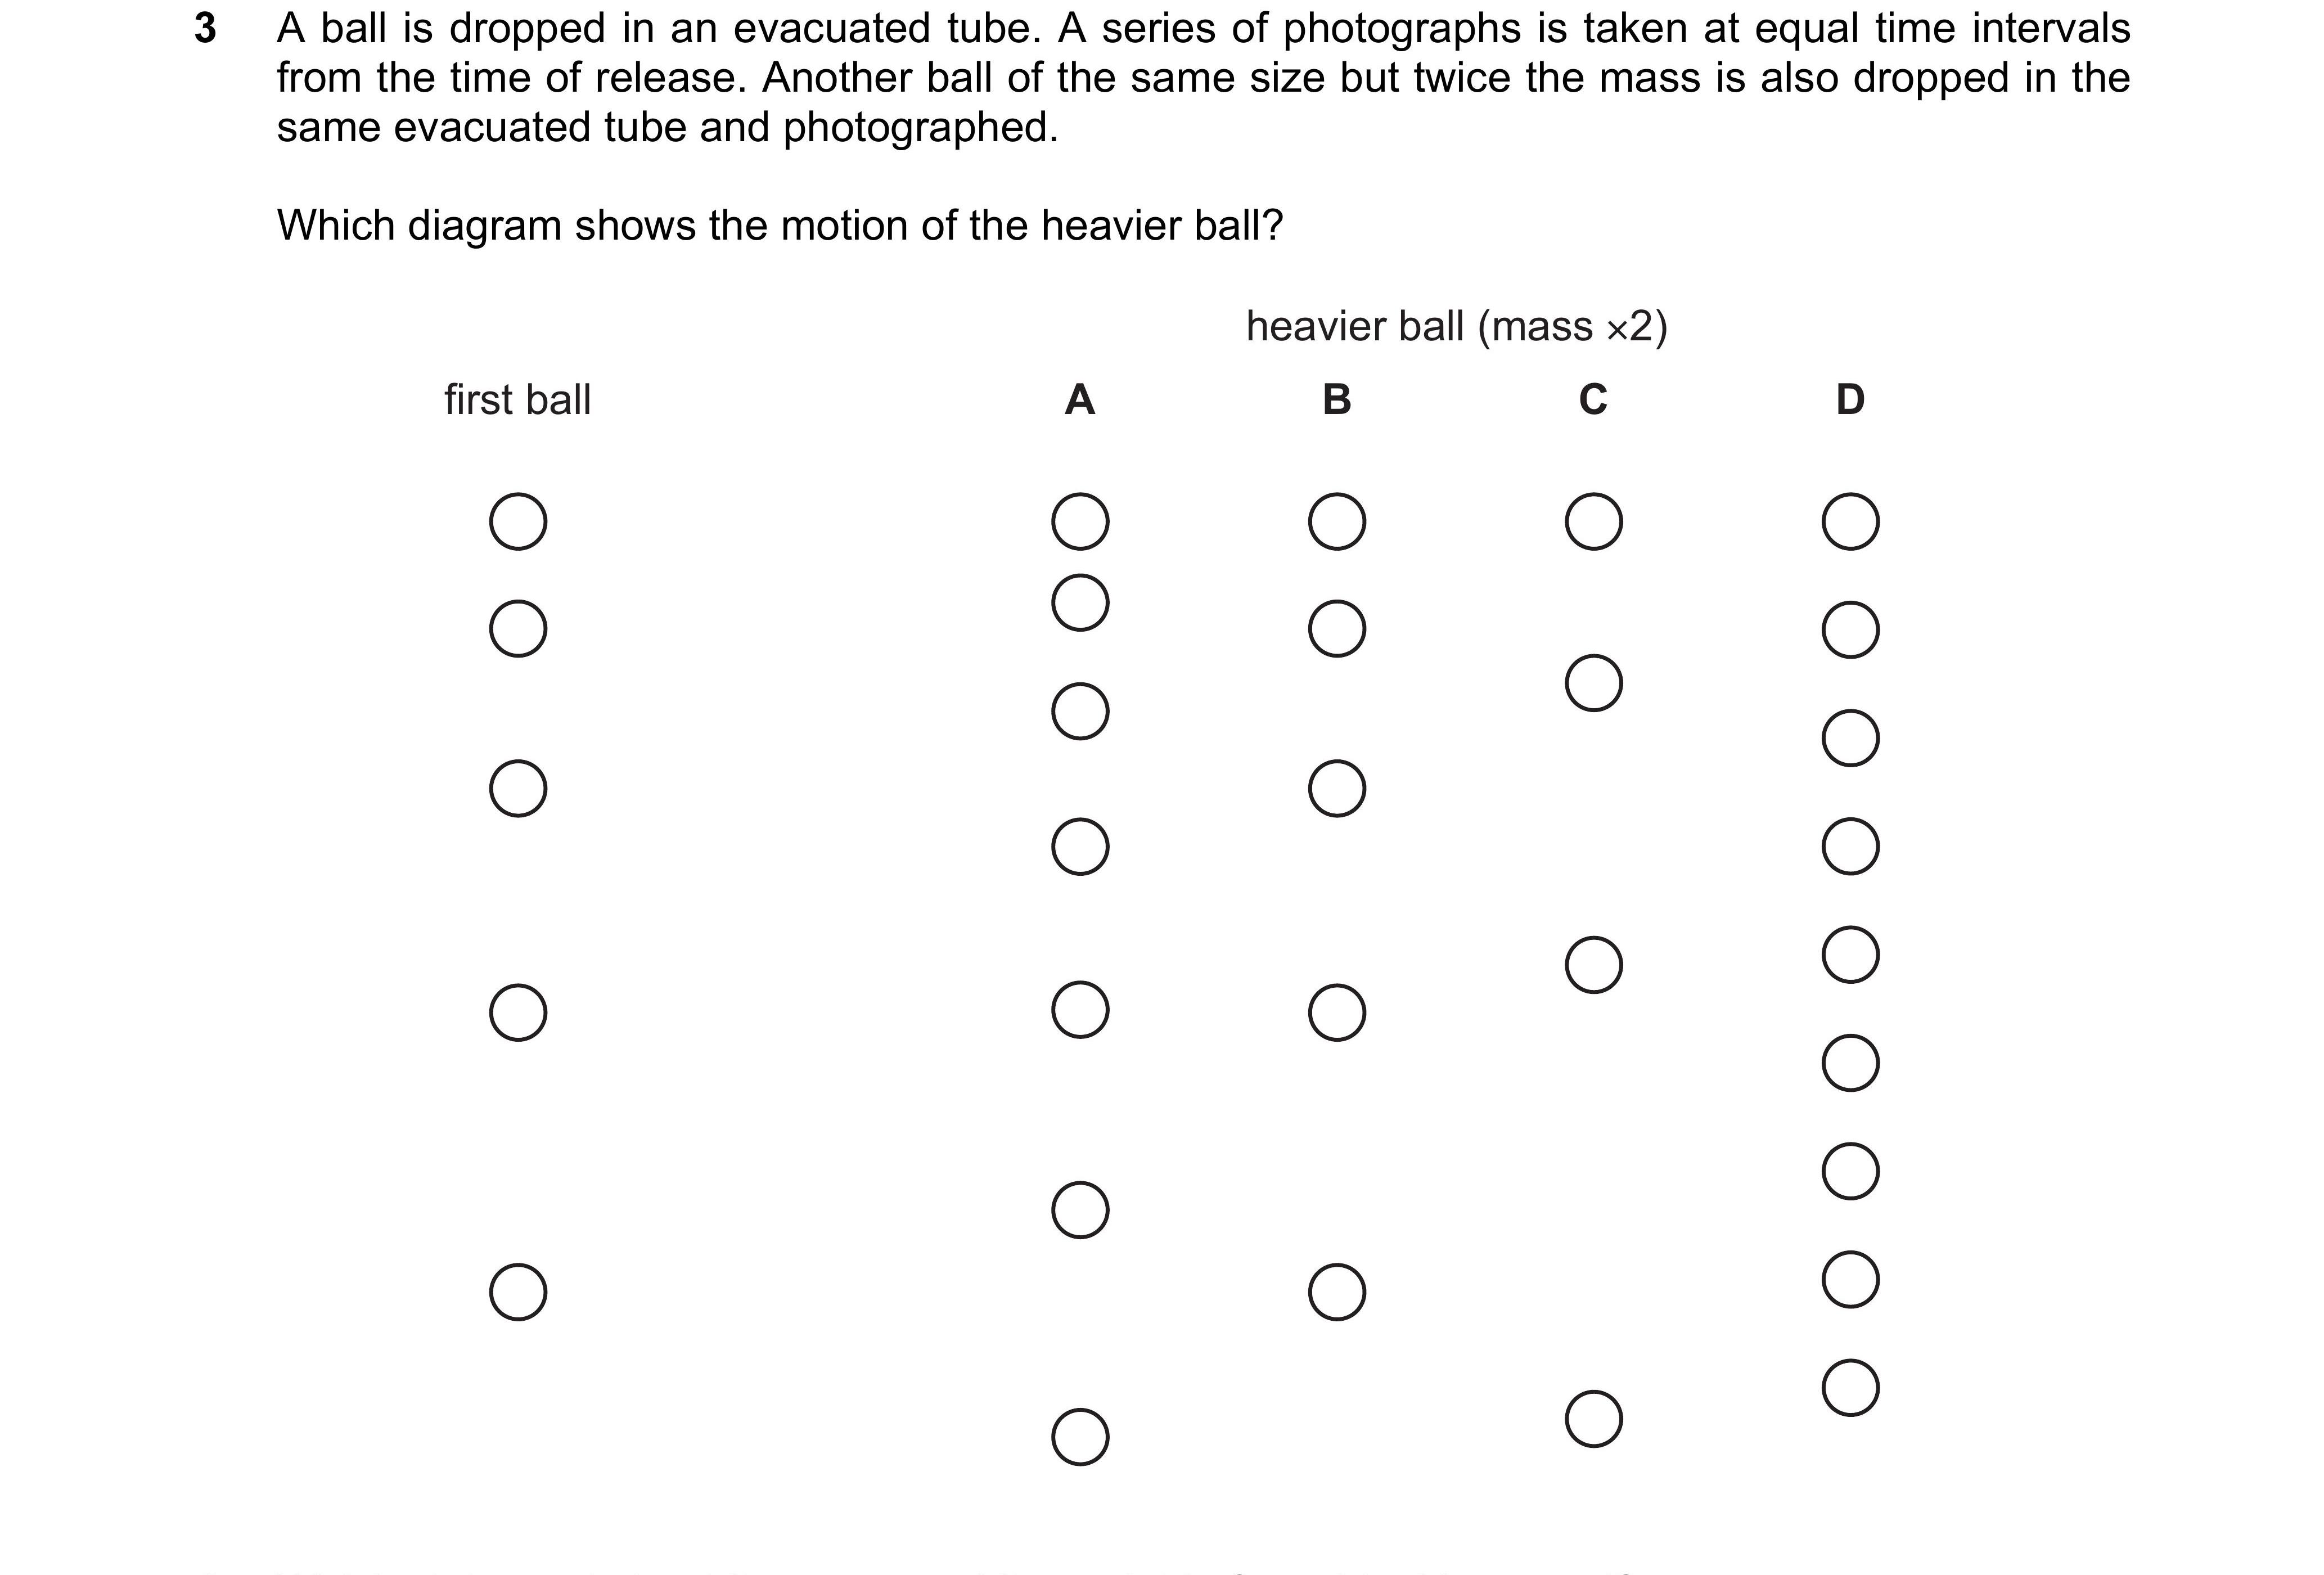 3 A ball is dropped in an evacuated tube. A series of photographs is taken at equal time intervals
from the time of release. Another ball of the same size but twice the mass is also dropped in the
same evacuated tube and photographed.
Which diagram shows the motion of the heavier ball?
heavier ball (mass ×2)
first ball A B C D